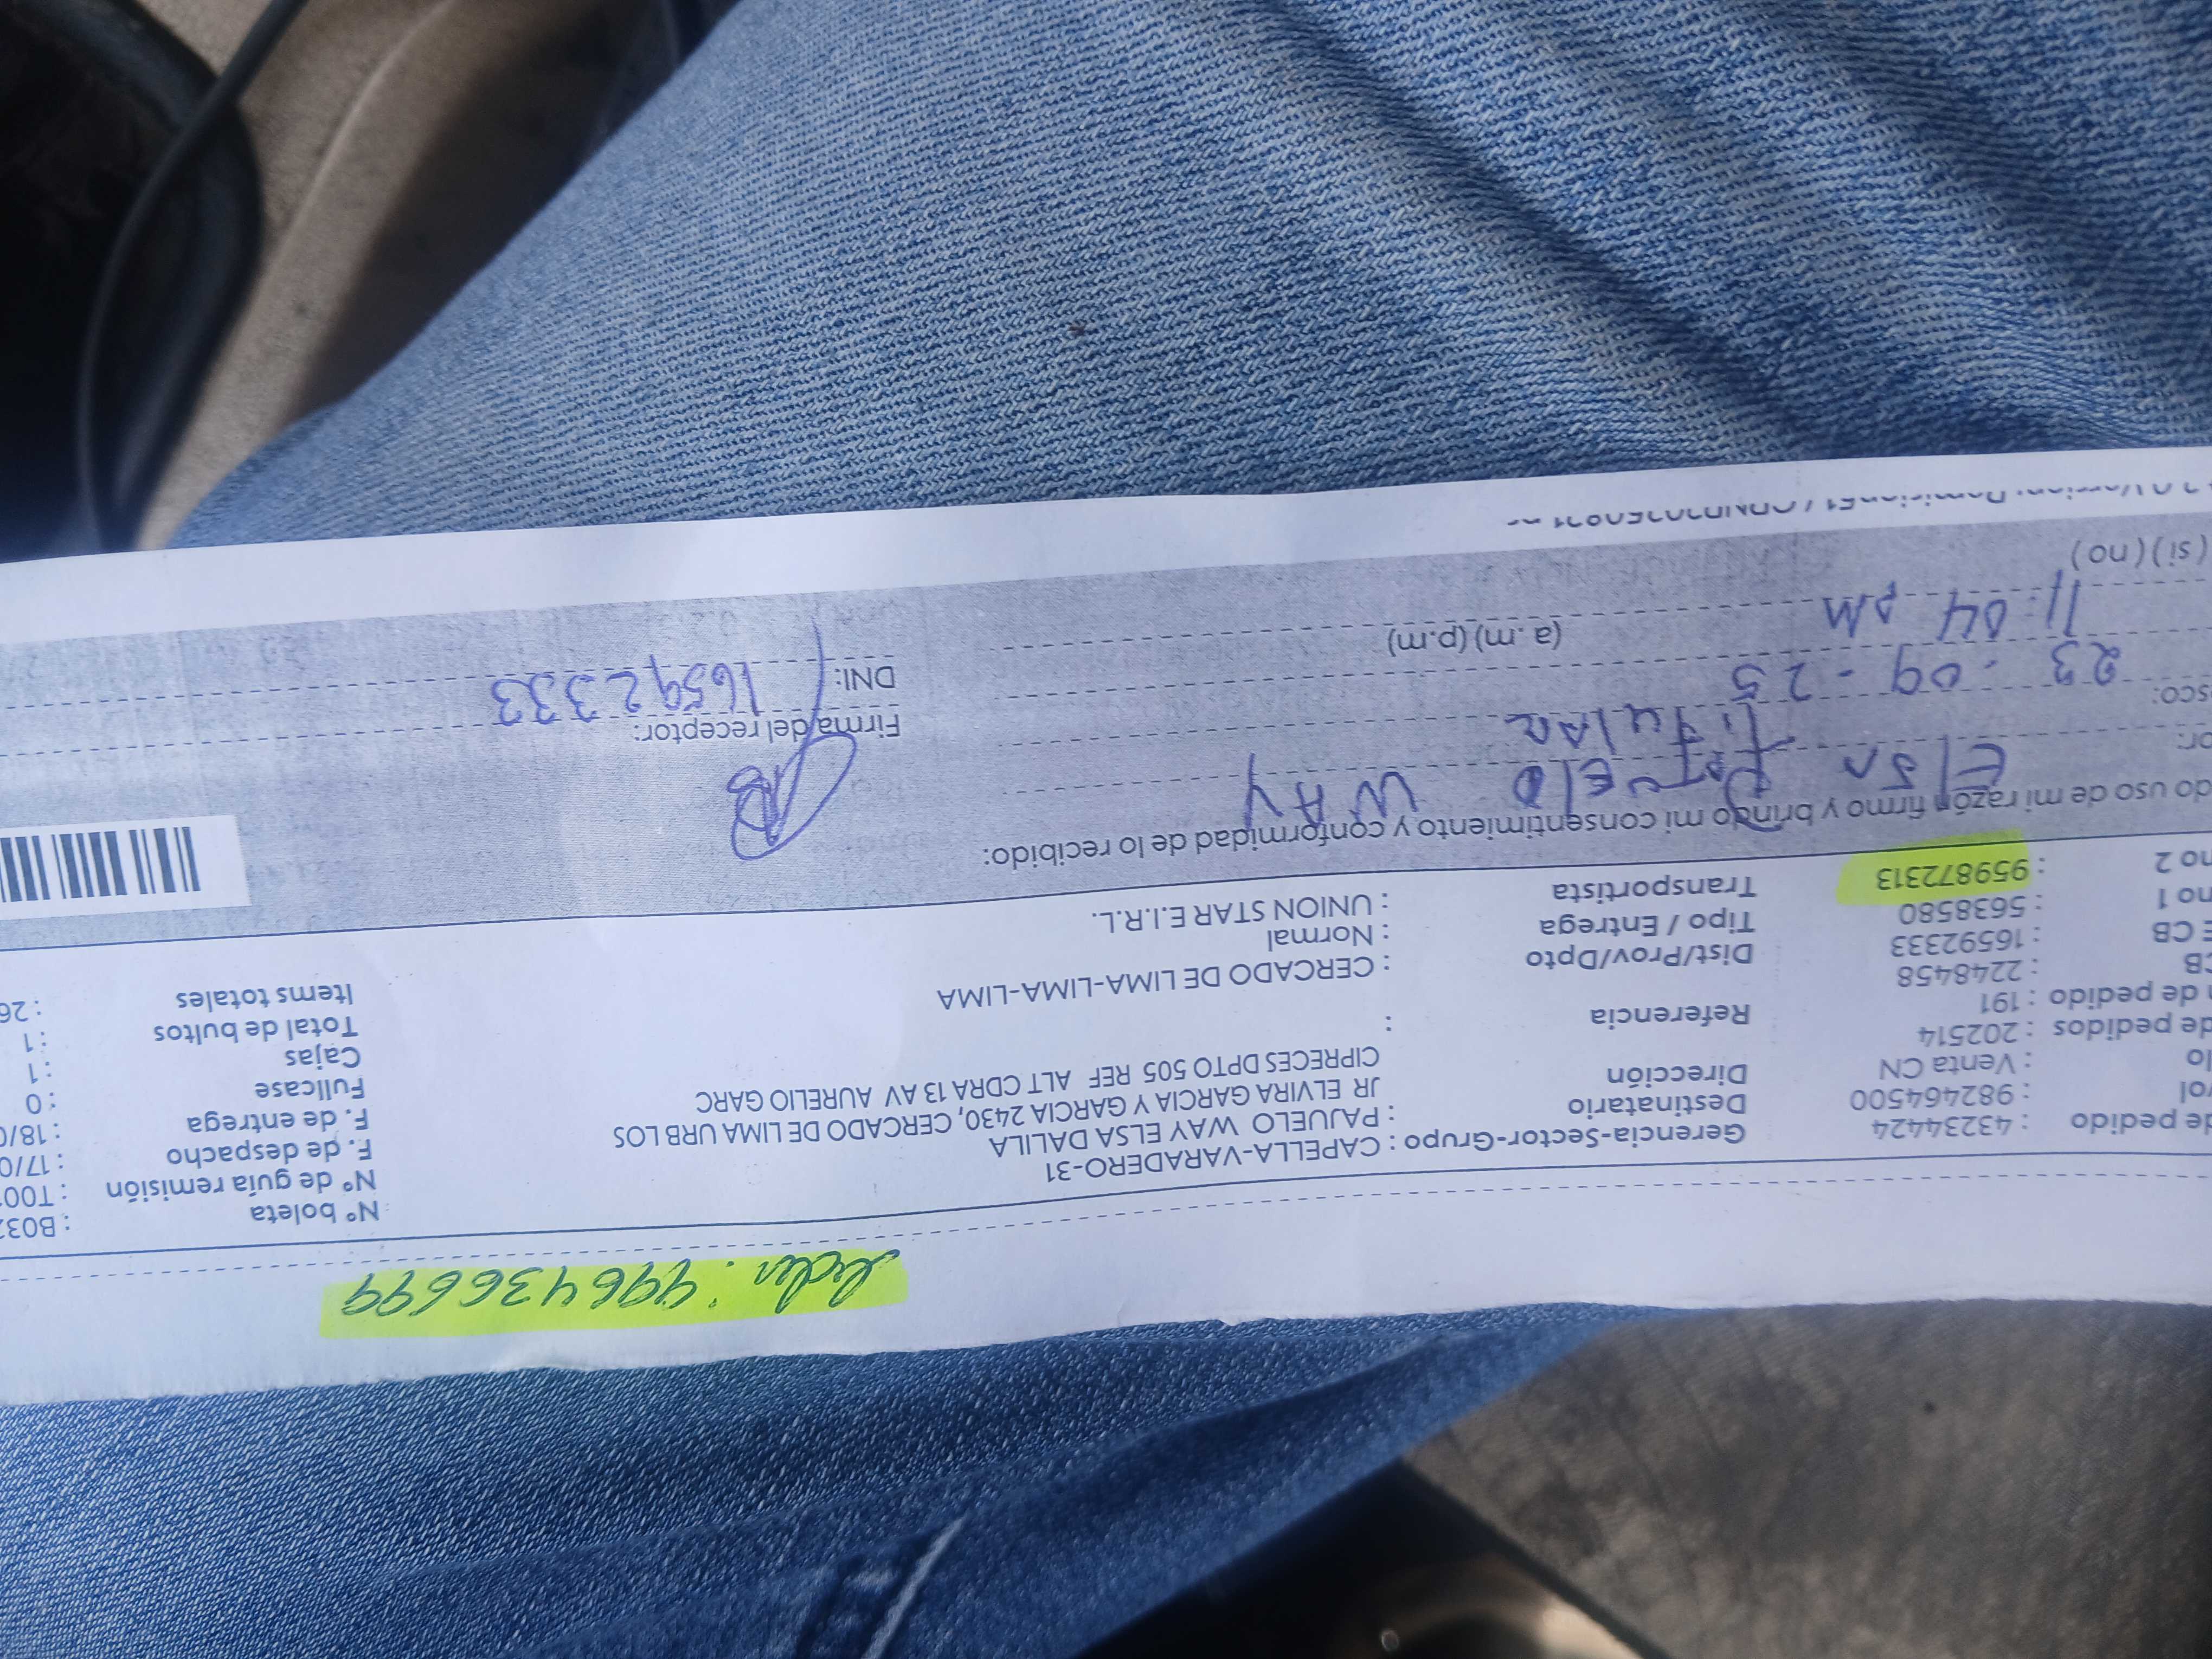 Lider: 996436699
de pedido : 43234424
rol : 982464500
lo : Venta CN
de pedidos : 202514
n de pedido : 191
CB : 2248458
E CB : 16592333
no 1 : 5638580
no 2 : 959872313
Gerencia-Sector-Grupo : CAPELLA-VARADERO-31
Destinatario : PAJUELO WAY ELSA DALILA
Dirección JR ELVIRA GARCIA Y GARCIA 2430, CERCADO DE LIMA URB LOS
CIPRECES DPTO 505 REF ALT CDRA 13 AV AURELIO GARC
Referencia :
Dist/Prov/Dpto : CERCADO DE LIMA-LIMA-LIMA
Tipo / Entrega : Normal
Transportista : UNION STAR E.I.R.L.
N° boleta : B03
N° de guía remisión : T00
F. de despacho : 17/0
F. de entrega : 18/0
Fullcase : 0
Cajas : 1
Total de bultos : 1
Items totales : 26
do uso de mi razón firmo y brindo mi consentimiento y conformidad de lo recibido:
or: Elsa Pajuelo WAY
sco: Titular
23 - 09 - 25
11:04 pM (a. m) (p.m)
( si ) ( no )
Firma del receptor:
DNI: 16592333